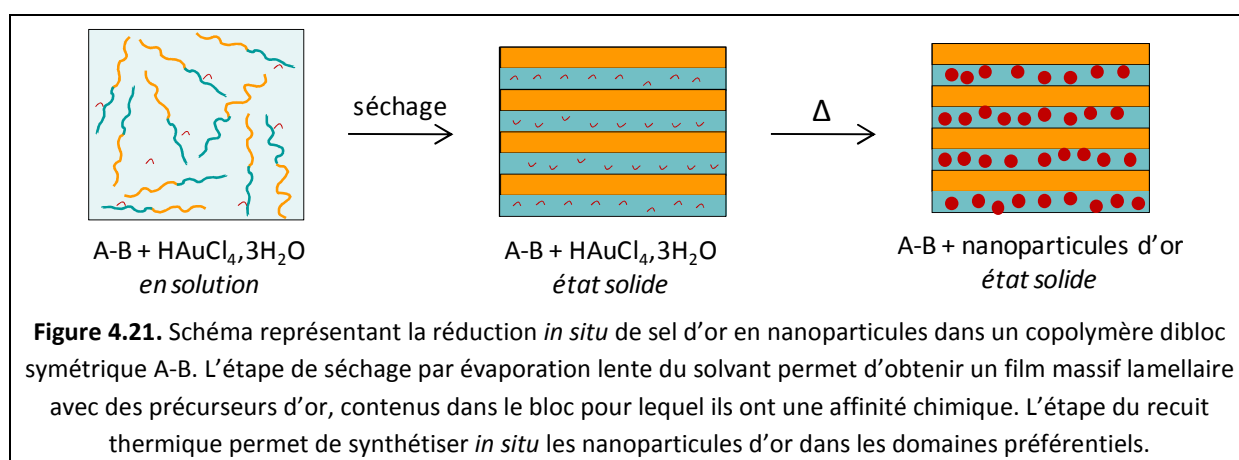 séchage
Δ
A-B + HAuCl₄,3H₂O
en solution
A-B + HAuCl₄,3H₂O
état solide
A-B + nanoparticules d'or
état solide
Figure 4.21. Schéma représentant la réduction in situ de sel d'or en nanoparticules dans un copolymère dibloc
symétrique A-B. L'étape de séchage par évaporation lente du solvant permet d'obtenir un film massif lamellaire
avec des précurseurs d'or, contenus dans le bloc pour lequel ils ont une affinité chimique. L'étape du recuit
thermique permet de synthétiser in situ les nanoparticules d'or dans les domaines préférentiels.